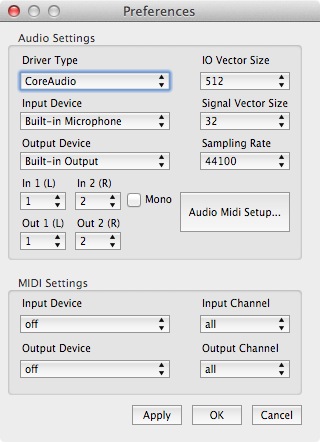 Preferences
Audio Settings
Driver Type IO Vector Size
CoreAudio 512
Input Device Signal Vector Size
Built-in Microphone 32
Output Device Sampling Rate
Built-in Output 44100
In 1 (L) In 2 (R)
1 2 Mono Audio Midi Setup...
Out 1 (L) Out 2 (R)
1 2
MIDI Settings
Input Device Input Channel
off all
Output Device Output Channel
off all
Apply OK Cancel